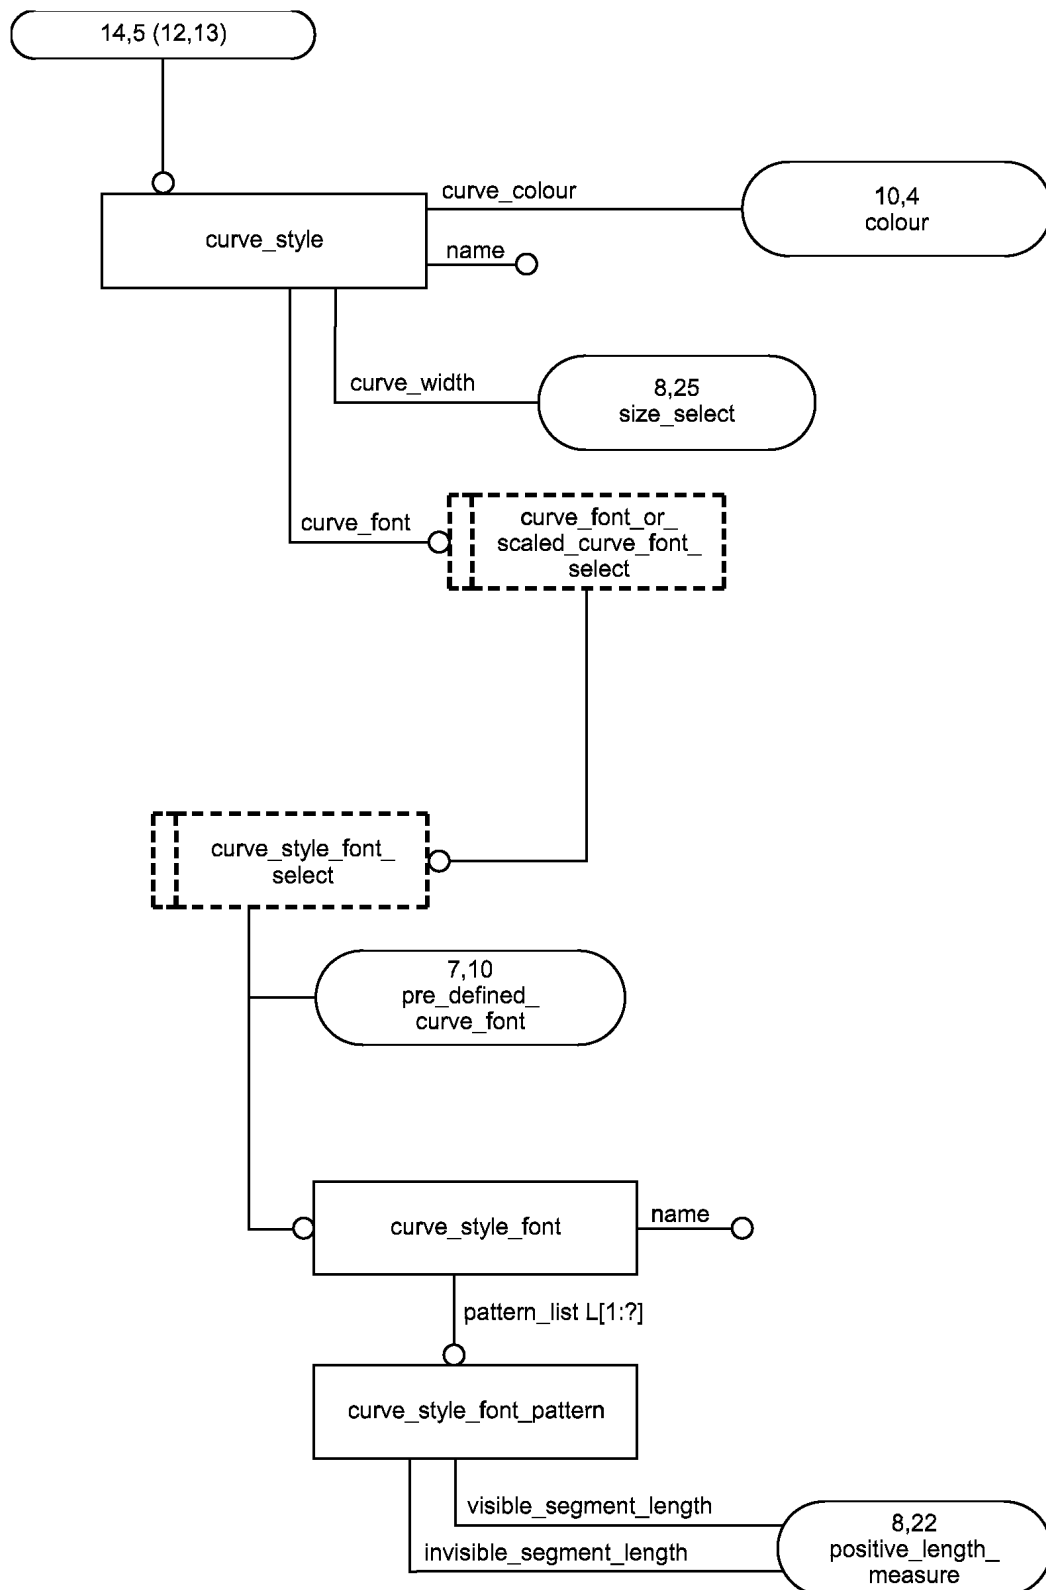 14,5 (12,13)
curve_colour
10,4
colour
curve_style
name
curve_width
8,25
size_select
curve_font
curve_font_or_
scaled_curve_font_
select
curve_style_font_
select
7,10
pre_defined_
curve_font
curve_style_font
name
pattern_list L[1:?]
curve_style_font_pattern
visible_segment_length
invisible_segment_length
8,22
positive_length_
measure